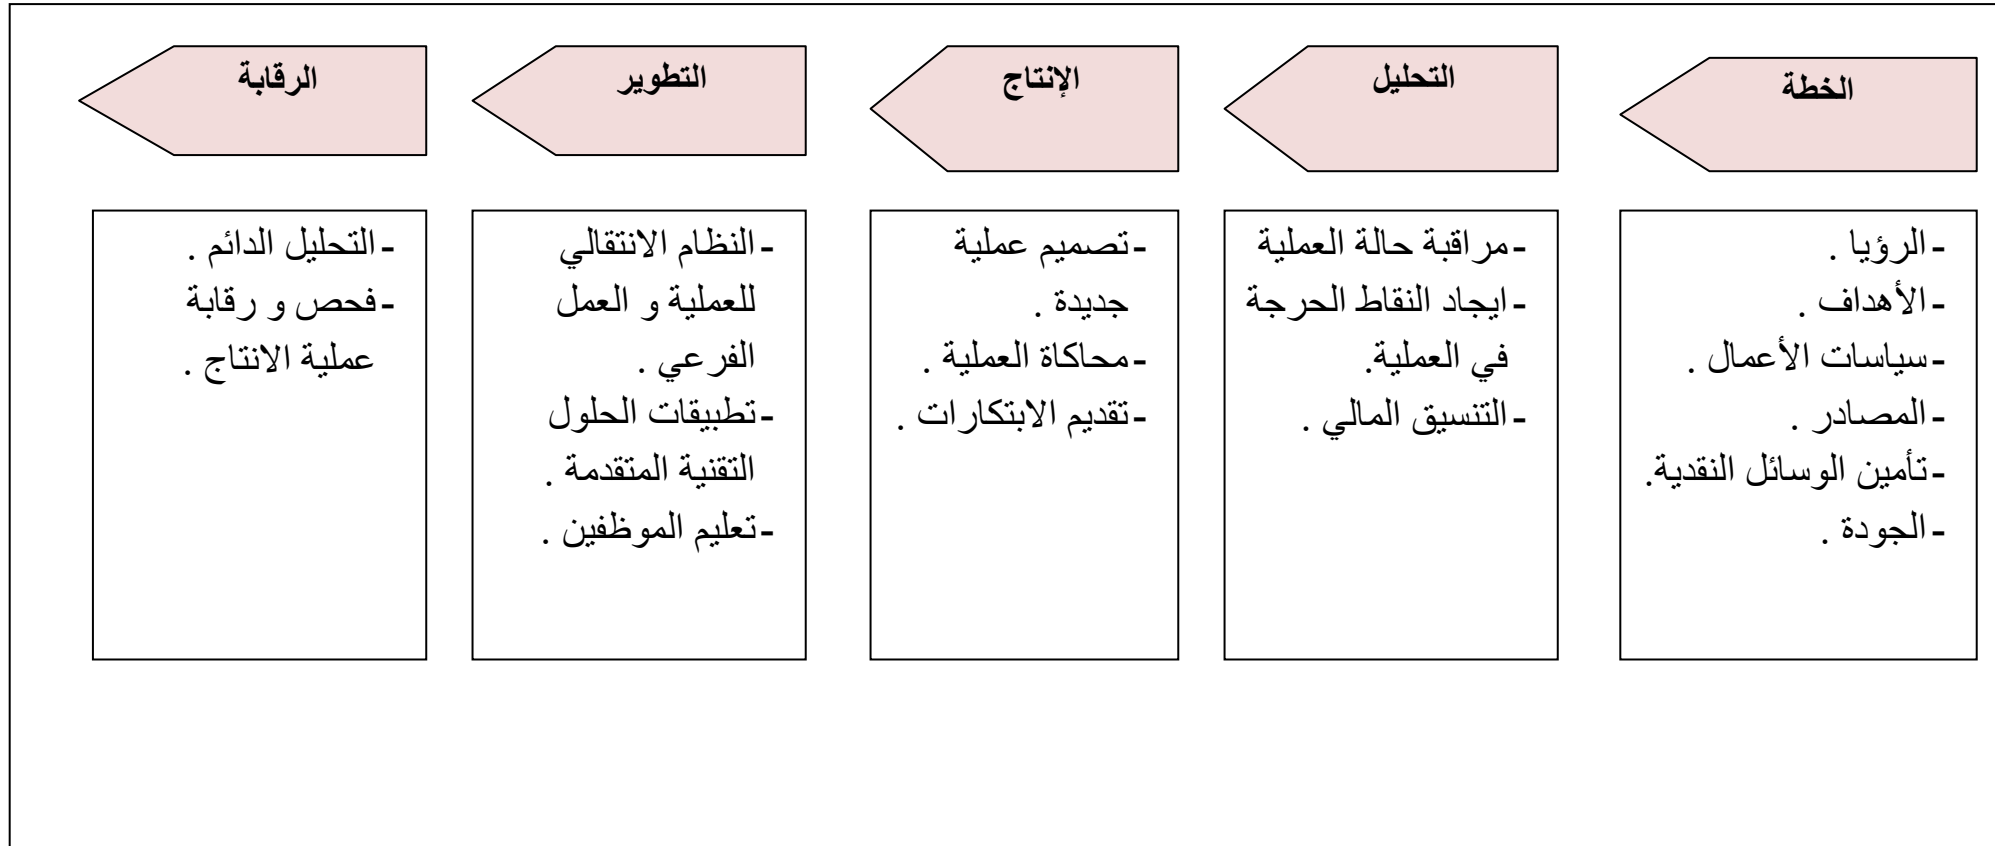 الخطة
-الرؤيا .
-الأهداف .
-سياسات الأعمال .
-المصادر .
-تأمين الوسائل النقدية.
-الجودة .
التحليل
-مراقبة حالة العملية
-ايجاد النقاط الحرجة
في العملية.
-التنسيق المالي .
الإنتاج
-تصميم عملية
جديدة .
-محاكاة العملية .
-تقديم الابتكارات .
التطوير
-النظام الانتقالي
للعملية و العمل
الفرعي .
-تطبيقات الحلول
التقنية المتقدمة .
-تعليم الموظفين .
الرقابة
-التحليل الدائم .
-فحص و رقابة
عملية الانتاج .